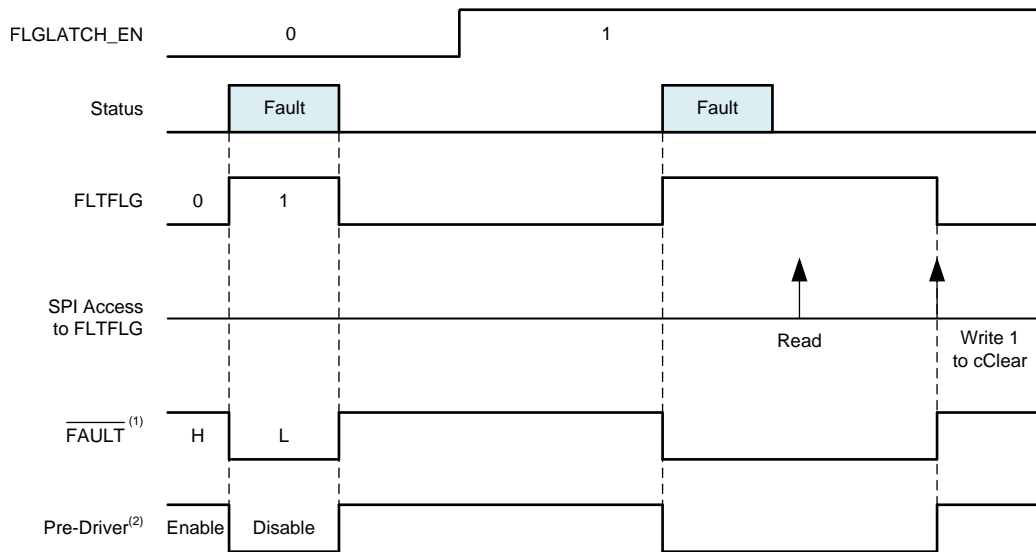 FLGLATCH_EN 0 1
Status Fault Fault
FLTFLG 0 1
SPI Access
to FLTFLG
Read
Write 1
to cClear
FAULT (1) H L
Pre-Driver(2) Enable Disable